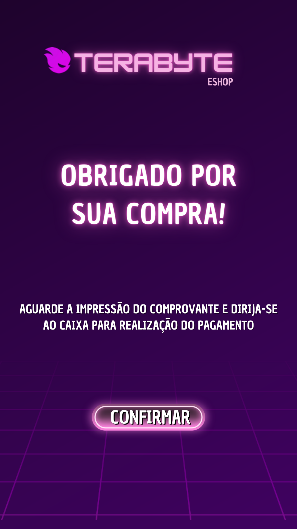 TERABYTE
ESHOP
OBRIGADO POR
SUA COMPRA!
AGUARDE A IMPRESSÃO DO COMPROVANTE E DIRIJA-SE
AO CAIXA PARA REALIZAÇÃO DO PAGAMENTO
CONFIRMAR